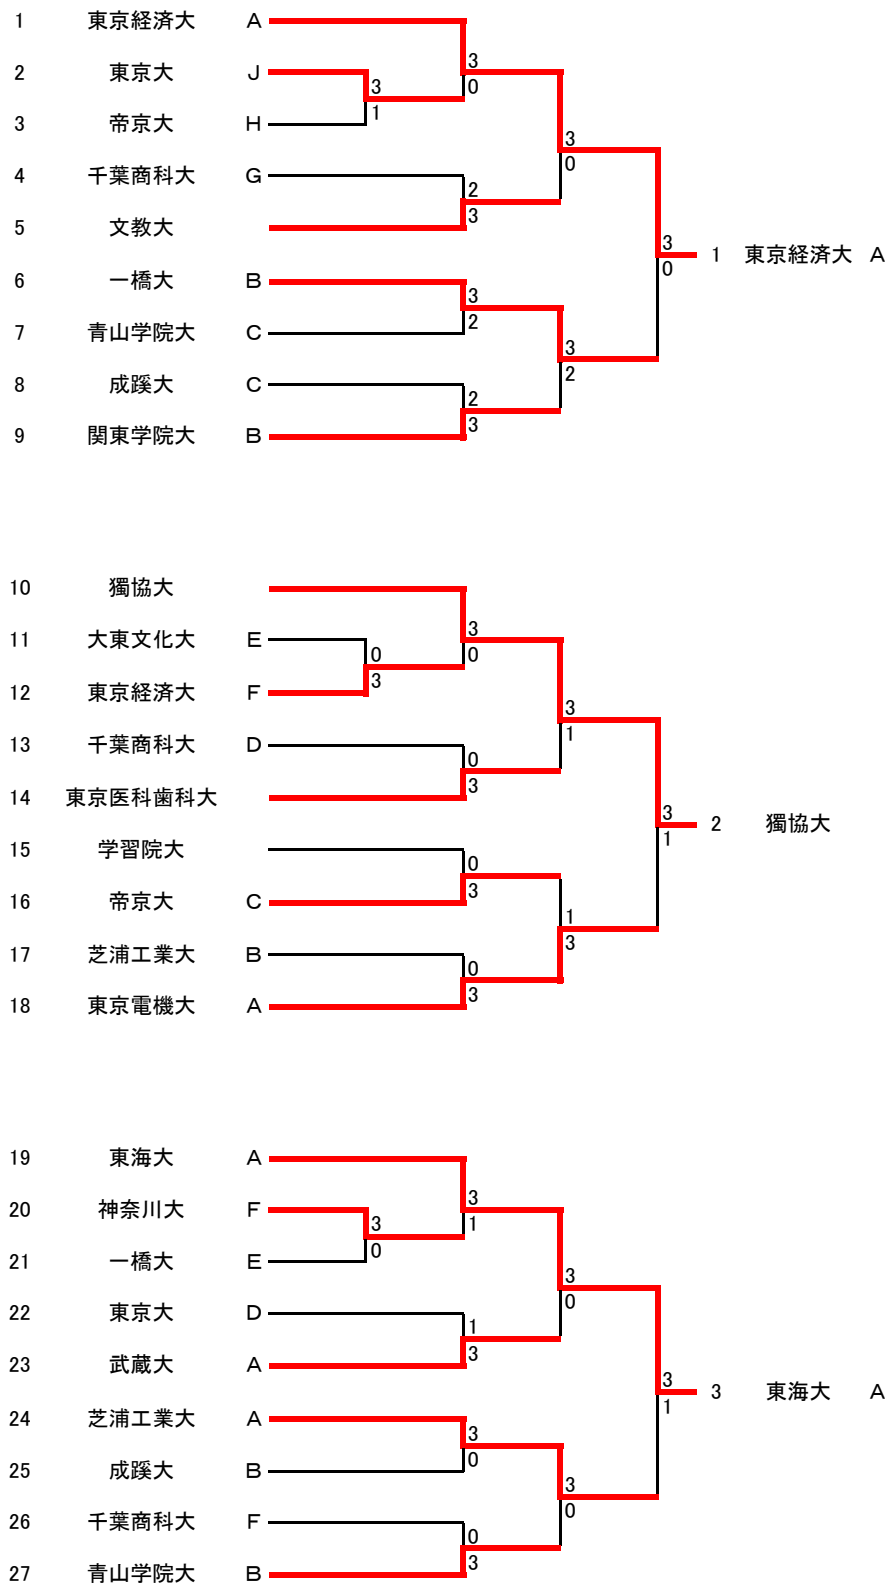 1 東京経済大 A
3
2 東京大 J
0
3
1
3 帝京大 H
3
0
4 千葉商科大 G
2
3
5 文教大
3
0
1 東京経済大 A
6 一橋大 B
3
2
7 青山学院大 C
3
2
8 成蹊大 C
2
3
9 関東学院大 B
10 獨協大
3
0
11 大東文化大 E
0
3
12 東京経済大 F
3
1
13 千葉商科大 D
0
3
14 東京医科歯科大
3
1
2 獨協大
15 学習院大
0
3
16 帝京大 C
1
3
17 芝浦工業大 B
0
3
18 東京電機大 A
19 東海大 A
3
1
20 神奈川大 F
3
0
21 一橋大 E
3
0
22 東京大 D
1
3
23 武蔵大 A
3
1
3 東海大 A
24 芝浦工業大 A
3
0
25 成蹊大 B
3
0
26 千葉商科大 F
0
3
27 青山学院大 B